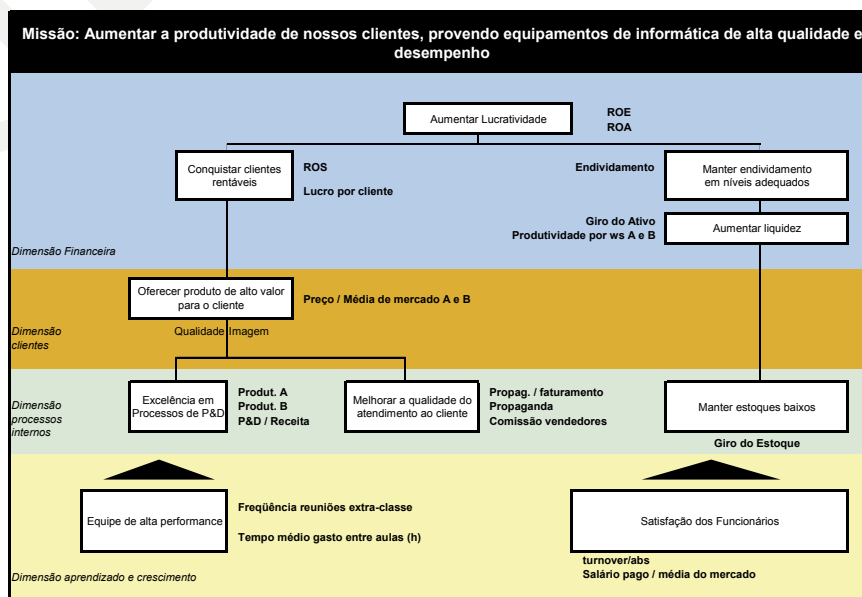 Missão: Aumentar a produtividade de nossos clientes, provendo equipamentos de informática de alta qualidade e
desempenho
Aumentar Lucratividade
ROE
ROA
Conquistar clientes
rentáveis
ROS
Lucro por cliente
Endividamento
Manter endividamento
em níveis adequados
Giro do Ativo
Produtividade por ws A e B
Aumentar liquidez
Dimensão Financeira
Oferecer produto de alto valor
para o cliente
Preço / Média de mercado A e B
Qualidade Imagem
Dimensão
clientes
Dimensão
processos
internos
Excelência em
Processos de P&D
Produt. A
Produt. B
P&D / Receita
Melhorar a qualidade do
atendimento ao cliente
Propag. / faturamento
Propaganda
Comissão vendedores
Manter estoques baixos
Giro do Estoque
Equipe de alta performance
Freqüência reuniões extra-classe
Tempo médio gasto entre aulas (h)
Satisfação dos Funcionários
turnover/abs
Salário pago / média do mercado
Dimensão aprendizado e crescimento